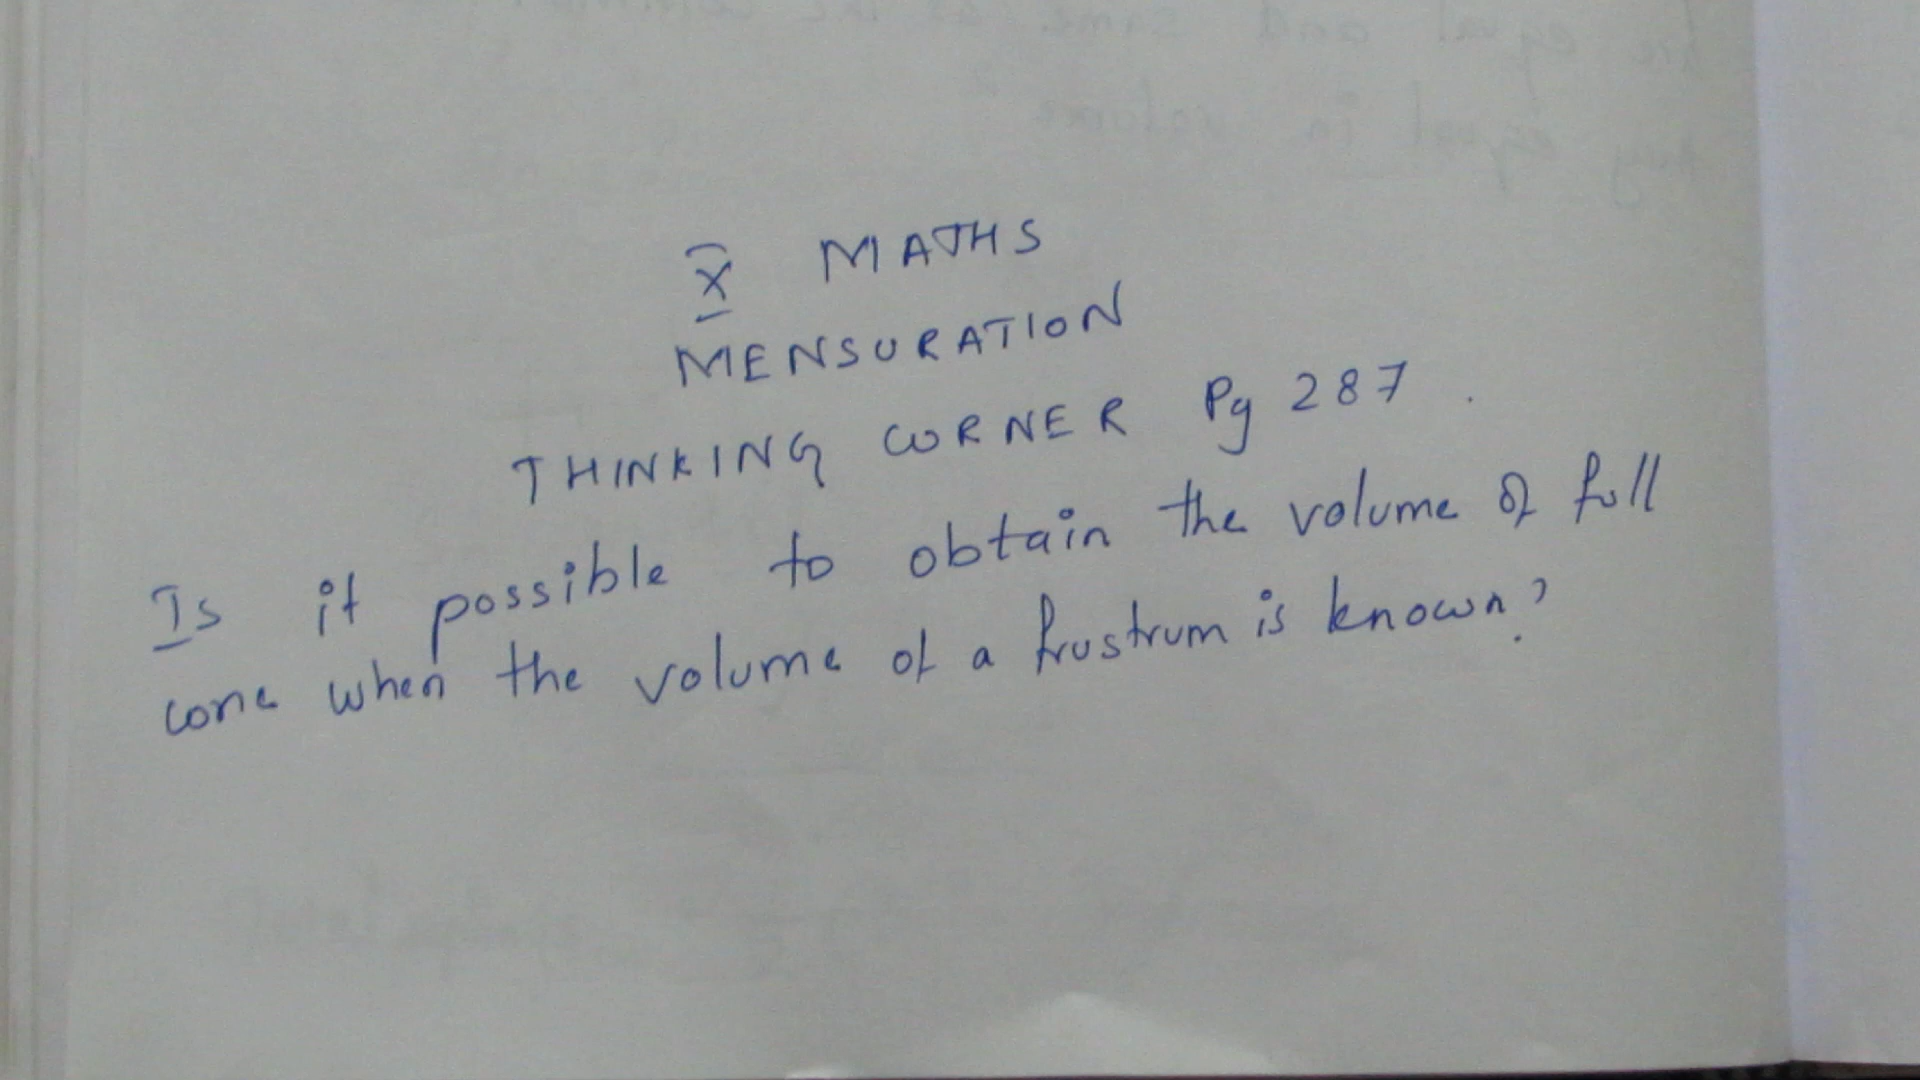 X MATHS
MENSURATION
THINKING CORNER Pg 287.
Is it possible to obtain the volume of full
cone when the volume of a frustrum is known?